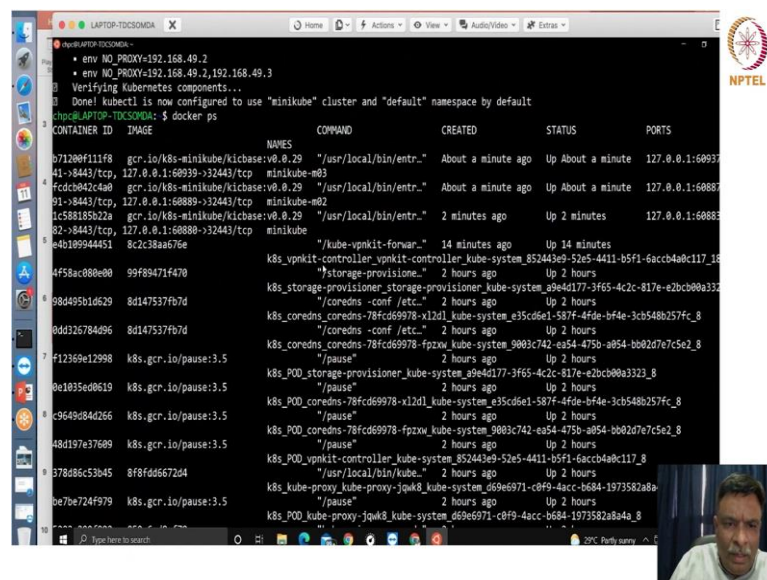 LAPTOP-TDCSOMDA
Home
Actions
View
Audio/Video
Extras
chpc@LAPTOP-TDCSOMDA: ~
NPTEL
▪ env NO_PROXY=192.168.49.2
▪ env NO_PROXY=192.168.49.2,192.168.49.3
Verifying Kubernetes components...
Done! kubectl is now configured to use "minikube" cluster and "default" namespace by default
chpc@LAPTOP-TDCSOMDA: $ docker ps
CONTAINER ID IMAGE COMMAND CREATED STATUS PORTS
NAMES
b71200f111f8 gcr.io/k8s-minikube/kicbase:v0.0.29 "/usr/local/bin/entr…" About a minute ago Up About a minute 127.0.0.1:60937
41->8443/tcp, 127.0.0.1:60939->32443/tcp minikube-m03
fcdcb042c4a0 gcr.io/k8s-minikube/kicbase:v0.0.29 "/usr/local/bin/entr…" About a minute ago Up About a minute 127.0.0.1:60887
91->8443/tcp, 127.0.0.1:60889->32443/tcp minikube-m02
1c588185b22a gcr.io/k8s-minikube/kicbase:v0.0.29 "/usr/local/bin/entr…" 2 minutes ago Up 2 minutes 127.0.0.1:60883
82->8443/tcp, 127.0.0.1:60880->32443/tcp minikube
e4b109944451 8c2c38aa676e "/kube-vpnkit-forwar…" 14 minutes ago Up 14 minutes
k8s_vpnkit-controller_vpnkit-controller_kube-system_852443e9-52e5-4411-b5f1-6accb4a0c117_18
4f58ac080e00 99f89471f470 "/storage-provisione…" 2 hours ago Up 2 hours
k8s_storage-provisioner_storage-provisioner_kube-system_a9e4d177-3f65-4c2c-817e-e2bcb00a332
98d495b1d629 8d147537fb7d "/coredns -conf /etc…" 2 hours ago Up 2 hours
k8s_coredns_coredns-78fcd69978-xl2dl_kube-system_e35cd6e1-587f-4fde-bf4e-3cb548b257fc_8
0dd326784d96 8d147537fb7d "/coredns -conf /etc…" 2 hours ago Up 2 hours
k8s_coredns_coredns-78fcd69978-fpzxw_kube-system_9003c742-ea54-475b-a054-bb02d7e7c5e2_8
f12369e12998 k8s.gcr.io/pause:3.5 "/pause" 2 hours ago Up 2 hours
k8s_POD_storage-provisioner_kube-system_a9e4d177-3f65-4c2c-817e-e2bcb00a3323_8
0e1035ed0619 k8s.gcr.io/pause:3.5 "/pause" 2 hours ago Up 2 hours
k8s_POD_coredns-78fcd69978-xl2dl_kube-system_e35cd6e1-587f-4fde-bf4e-3cb548b257fc_8
c9649d84d266 k8s.gcr.io/pause:3.5 "/pause" 2 hours ago Up 2 hours
k8s_POD_coredns-78fcd69978-fpzxw_kube-system_9003c742-ea54-475b-a054-bb02d7e7c5e2_8
48d197e37609 k8s.gcr.io/pause:3.5 "/pause" 2 hours ago Up 2 hours
k8s_POD_vpnkit-controller_kube-system_852443e9-52e5-4411-b5f1-6accb4a0c117_8
378d86c53b45 8f8fdd6672d4 "/usr/local/bin/kube…" 2 hours ago Up 2 hours
k8s_kube-proxy_kube-proxy-jqwk8_kube-system_d69e6971-c0f9-4acc-b684-1973582a8a
be7be724f979 k8s.gcr.io/pause:3.5 "/pause" 2 hours ago Up 2 hours
k8s_POD_kube-proxy-jqwk8_kube-system_d69e6971-c0f9-4acc-b684-1973582a8a4a_8
Type here to search
29°C Partly sunny